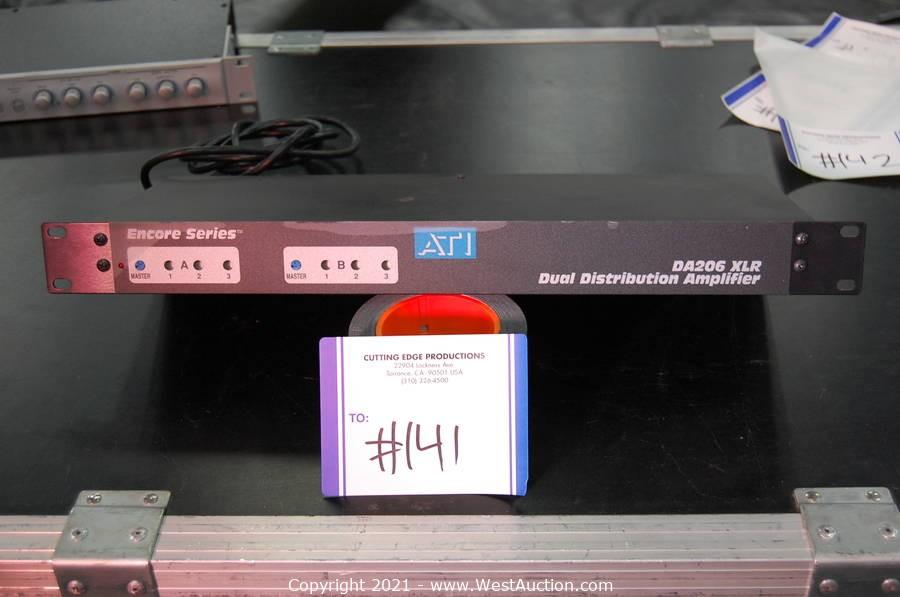 #142
Encore Series™
ATI
A
B
MASTER 1 2 3
MASTER 1 2 3
DA206 XLR
Dual Distribution Amplifier
CUTTING EDGE PRODUCTIONS
22904 Lockness Ave
Torrance, CA. 90501 USA
(310) 326-4500
TO:
#141
Copyright 2021 - www.WestAuction.com